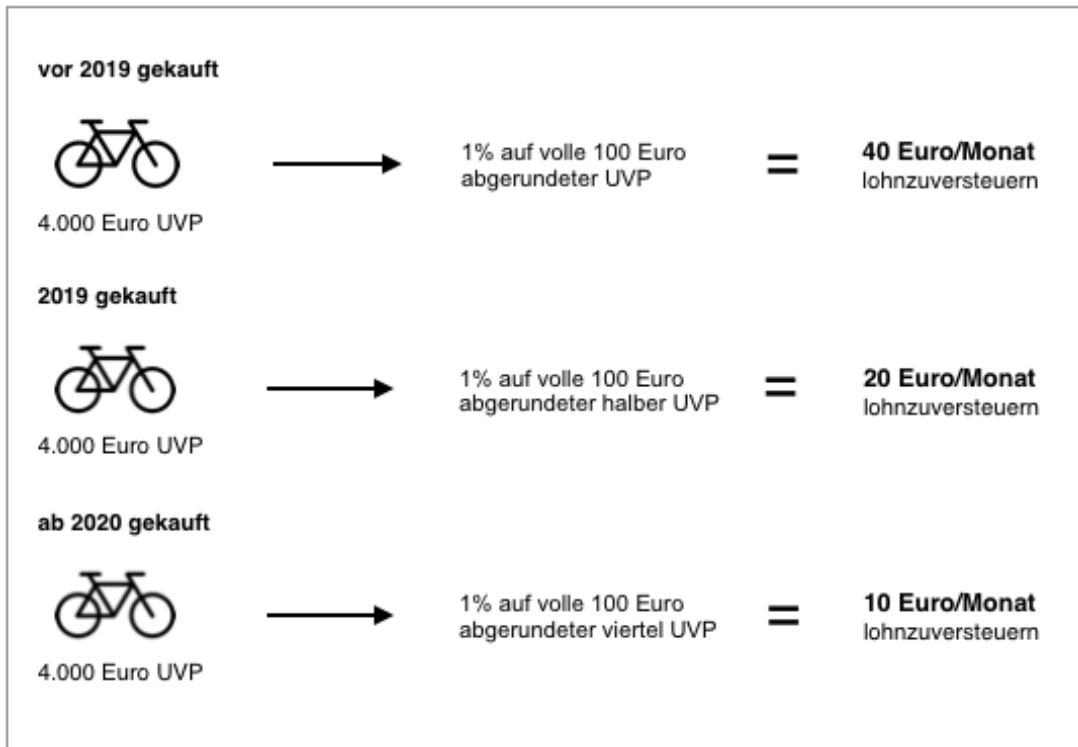 vor 2019 gekauft
1% auf volle 100 Euro
abgerundeter UVP
=
40 Euro/Monat
lohnzuversteuern
4.000 Euro UVP
2019 gekauft
1% auf volle 100 Euro
abgerundeter halber UVP
=
20 Euro/Monat
lohnzuversteuern
4.000 Euro UVP
ab 2020 gekauft
1% auf volle 100 Euro
abgerundeter viertel UVP
=
10 Euro/Monat
lohnzuversteuern
4.000 Euro UVP